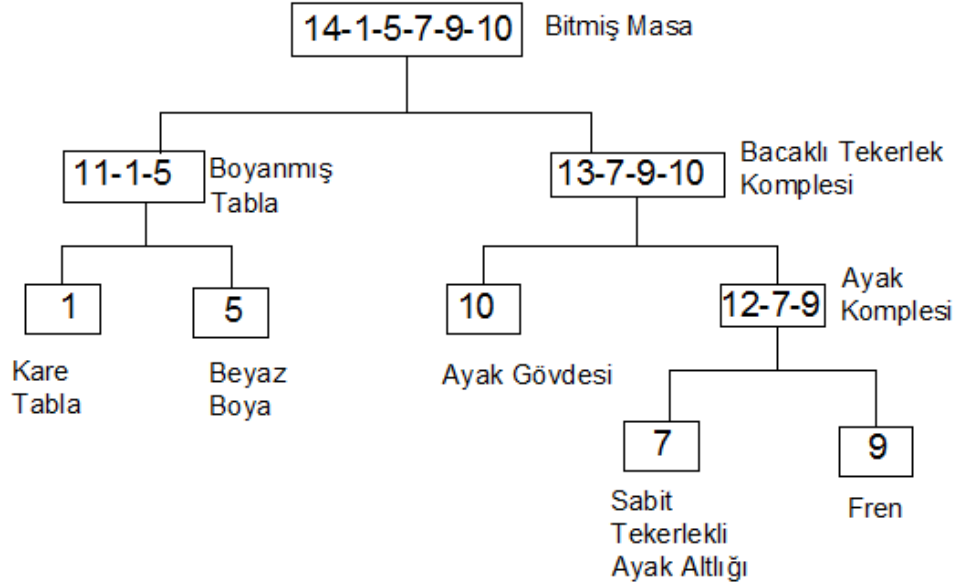 14-1-5-7-9-10
Bitmiş Masa
11-1-5
Boyanmış
Tabla
13-7-9-10
Bacaklı Tekerlek
Komplesi
1
Kare
Tabla
5
Beyaz
Boya
10
Ayak Gövdesi
12-7-9
Ayak
Komplesi
7
Sabit
Tekerlekli
Ayak Altlığı
9
Fren